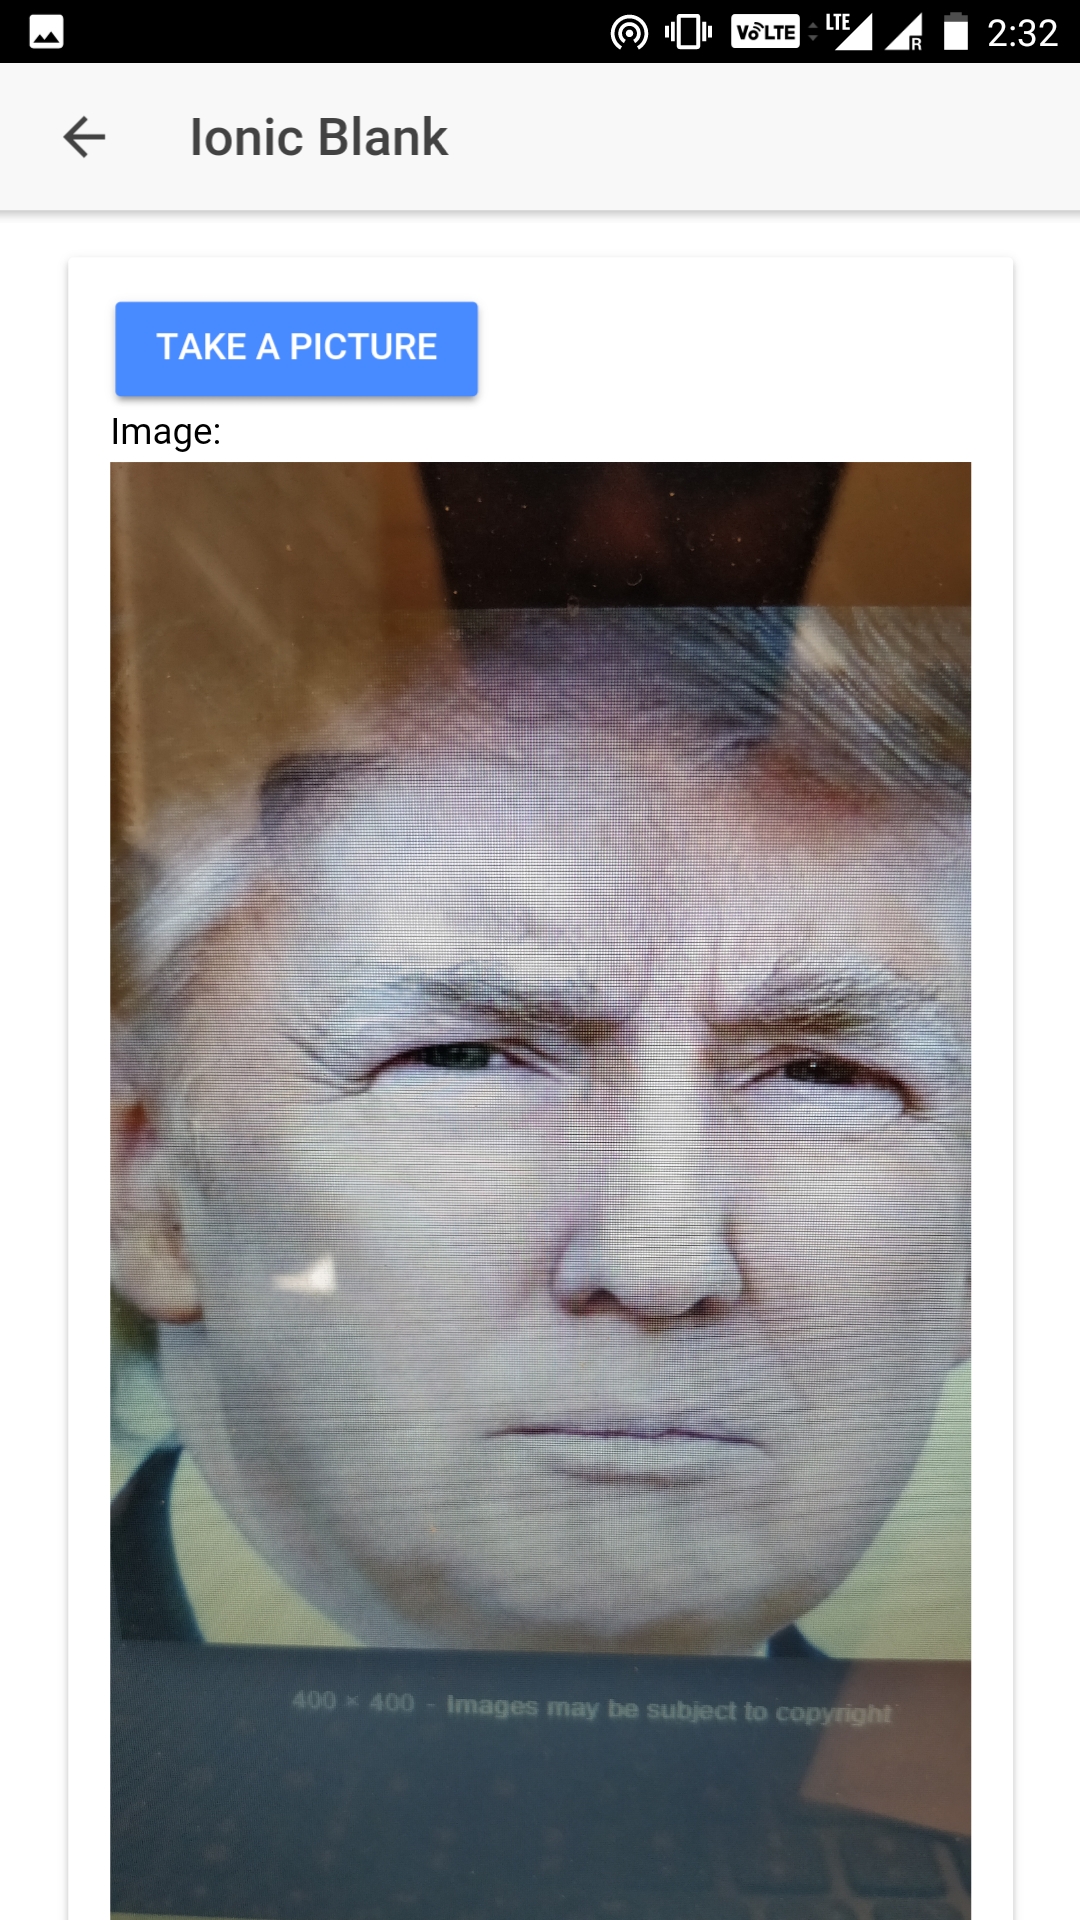 VoLTE LTE R 2:32
Ionic Blank
TAKE A PICTURE
Image:
400 × 400 - Images may be subject to copyright